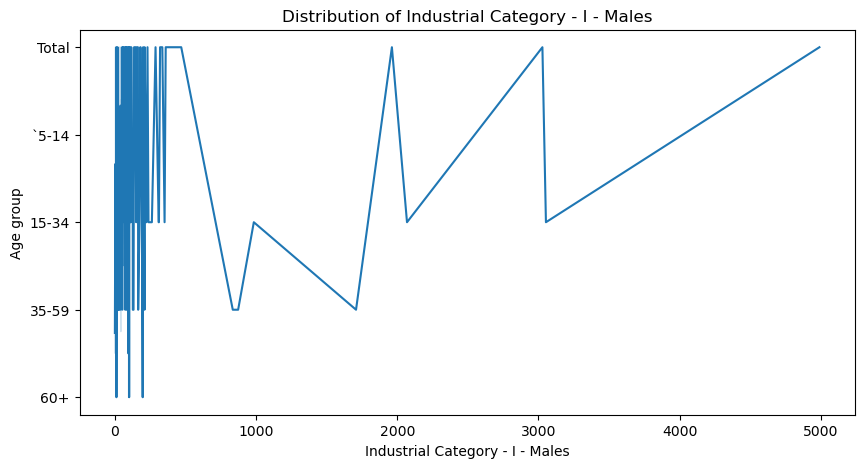 Distribution of Industrial Category - I - Males
Total
`5-14
15-34
35-59
60+
Age group
0 1000 2000 3000 4000 5000
Industrial Category - I - Males